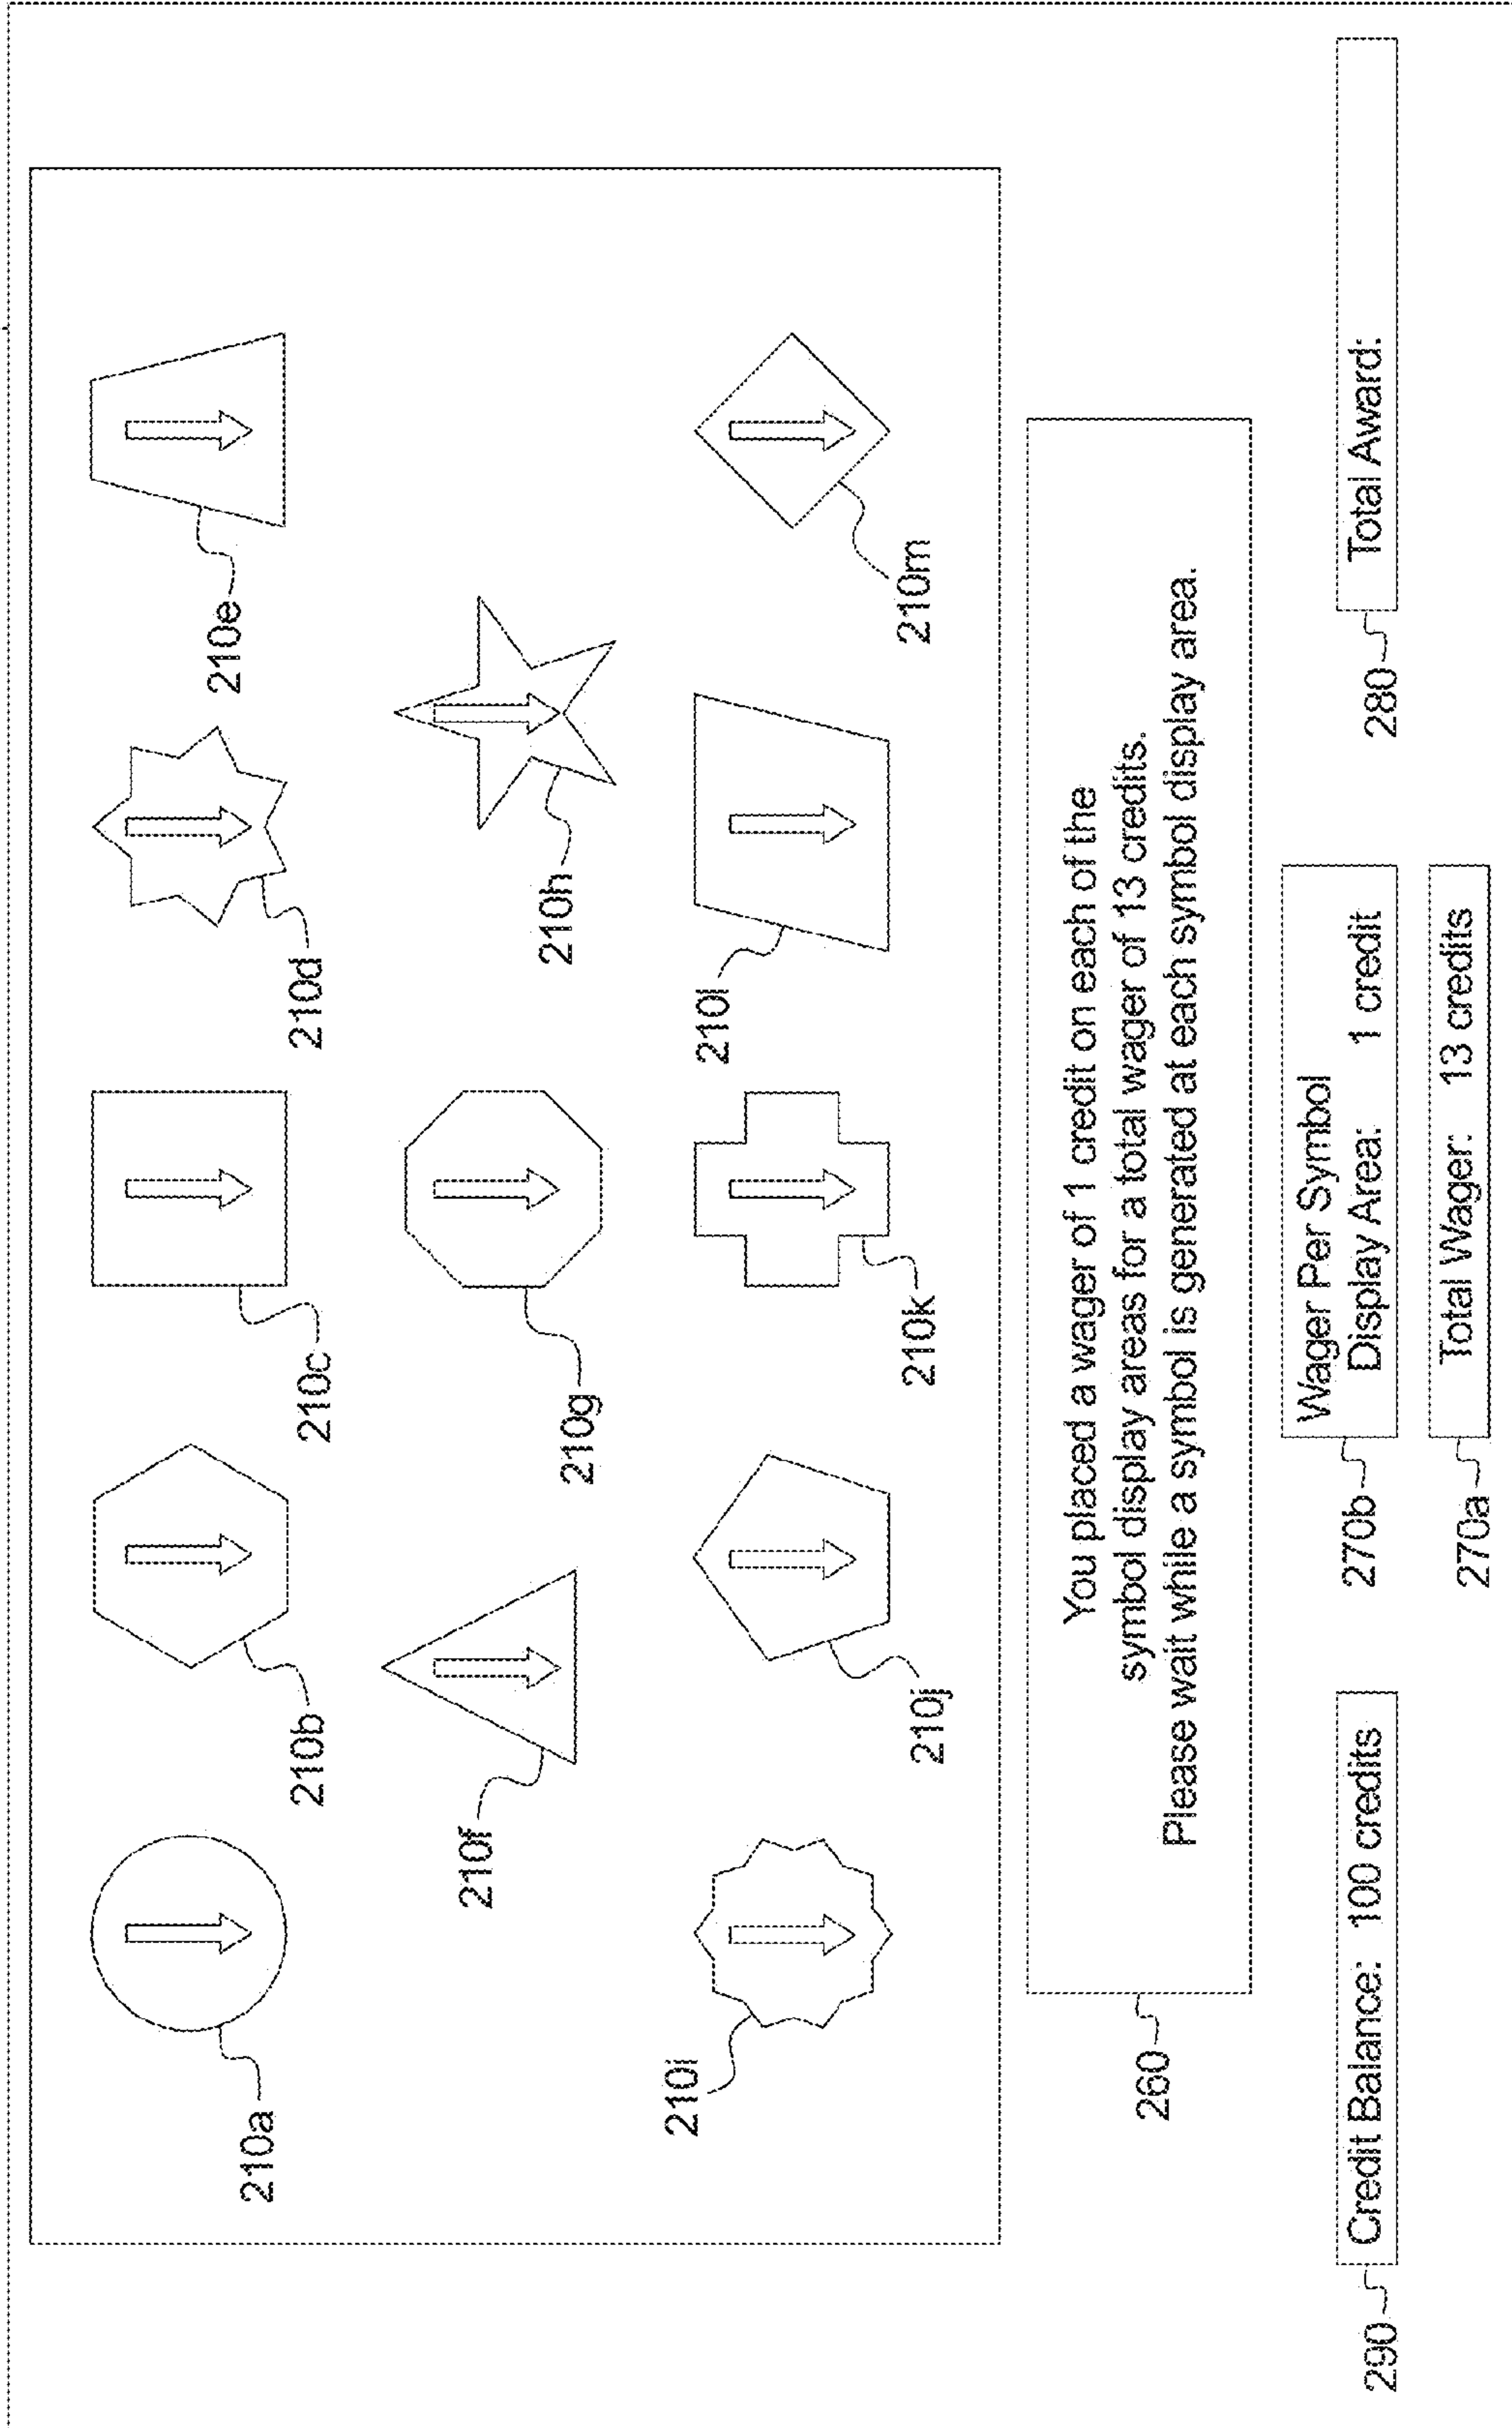 210a
210b
210c
210d
210e
210f
210g
210h
210i
210j
210k
210l
210m
260
You placed a wager of 1 credit on each of the
symbol display areas for a total wager of 13 credits.
Please wait while a symbol is generated at each symbol display area.
290
Credit Balance: 100 credits
270b
Wager Per Symbol
Display Area: 1 credit
280
Total Award:
270a
Total Wager: 13 credits